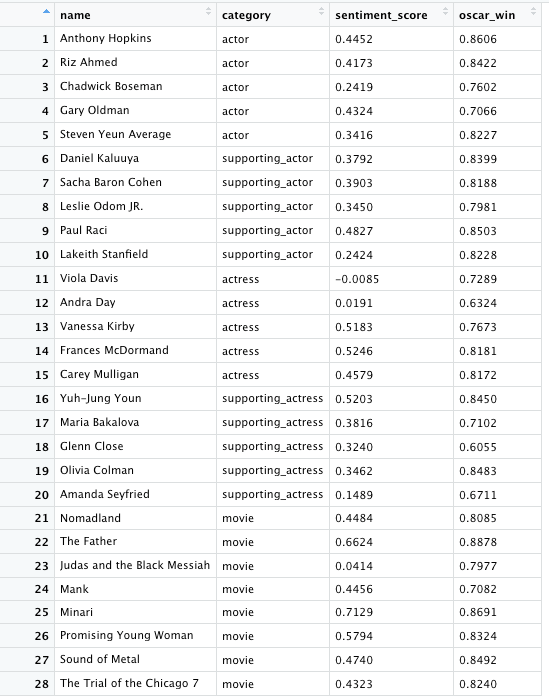 name category sentiment_score oscar_win
1 Anthony Hopkins actor 0.4452 0.8606
2 Riz Ahmed actor 0.4173 0.8422
3 Chadwick Boseman actor 0.2419 0.7602
4 Gary Oldman actor 0.4324 0.7066
5 Steven Yeun Average actor 0.3416 0.8227
6 Daniel Kaluuya supporting_actor 0.3792 0.8399
7 Sacha Baron Cohen supporting_actor 0.3903 0.8188
8 Leslie Odom JR. supporting_actor 0.3450 0.7981
9 Paul Raci supporting_actor 0.4827 0.8503
10 Lakeith Stanfield supporting_actor 0.2424 0.8228
11 Viola Davis actress -0.0085 0.7289
12 Andra Day actress 0.0191 0.6324
13 Vanessa Kirby actress 0.5183 0.7673
14 Frances McDormand actress 0.5246 0.8181
15 Carey Mulligan actress 0.4579 0.8172
16 Yuh-Jung Youn supporting_actress 0.5203 0.8450
17 Maria Bakalova supporting_actress 0.3816 0.7102
18 Glenn Close supporting_actress 0.3240 0.6055
19 Olivia Colman supporting_actress 0.3462 0.8483
20 Amanda Seyfried supporting_actress 0.1489 0.6711
21 Nomadland movie 0.4484 0.8085
22 The Father movie 0.6624 0.8878
23 Judas and the Black Messiah movie 0.0414 0.7977
24 Mank movie 0.4456 0.7082
25 Minari movie 0.7129 0.8691
26 Promising Young Woman movie 0.5794 0.8324
27 Sound of Metal movie 0.4740 0.8492
28 The Trial of the Chicago 7 movie 0.4323 0.8240